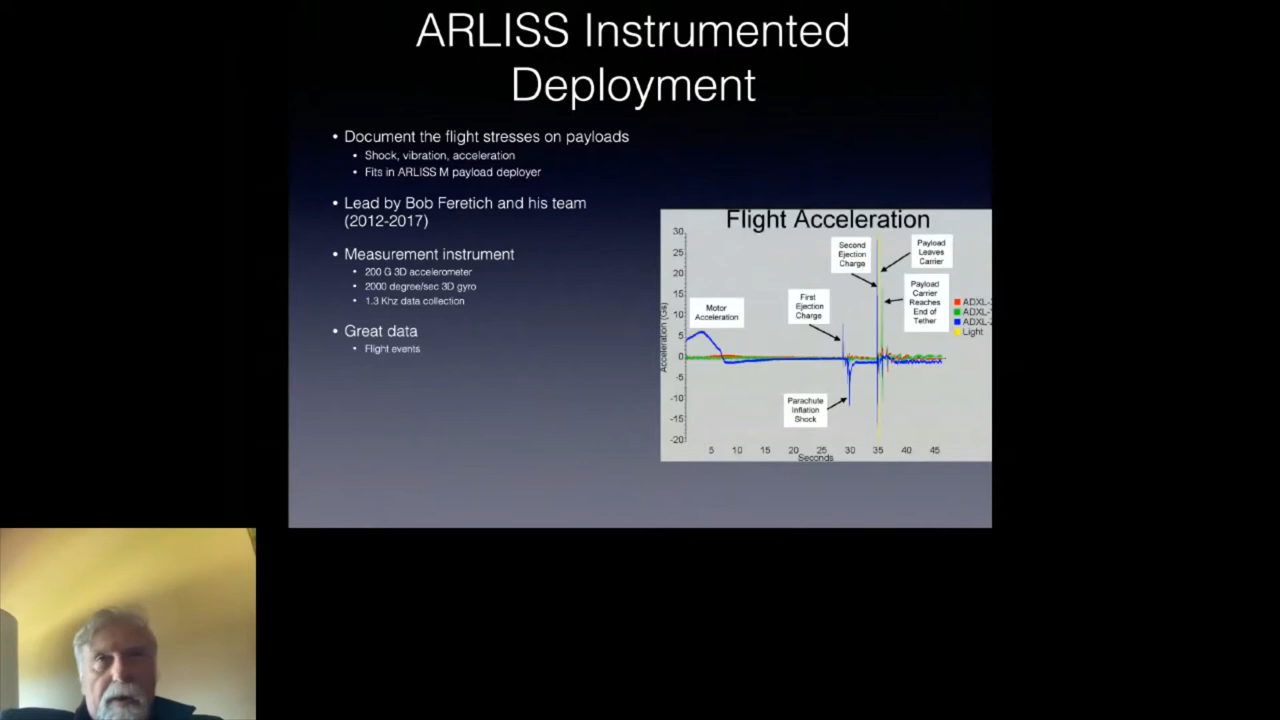 ARLISS Instrumented
Deployment
• Document the flight stresses on payloads
• Shock, vibration, acceleration
• Fits in ARLISS M payload deployer
• Lead by Bob Feretich and his team
(2012-2017)
• Measurement instrument
• 200 G 3D accelerometer
• 2000 degree/sec 3D gyro
• 1.3 Khz data collection
• Great data
• Flight events
Flight Acceleration
30
25
20
15
10
5
0
-5
-10
-15
-20
Acceleration (Gs)
Motor
Acceleration
First
Ejection
Charge
Second
Ejection
Charge
Payload
Leaves
Carrier
Payload
Carrier
Reaches
End of
Tether
Parachute
Inflation
Shock
ADXL-
ADXL-
ADXL-
Light
5 10 15 20 25 30 35 40 45
Seconds